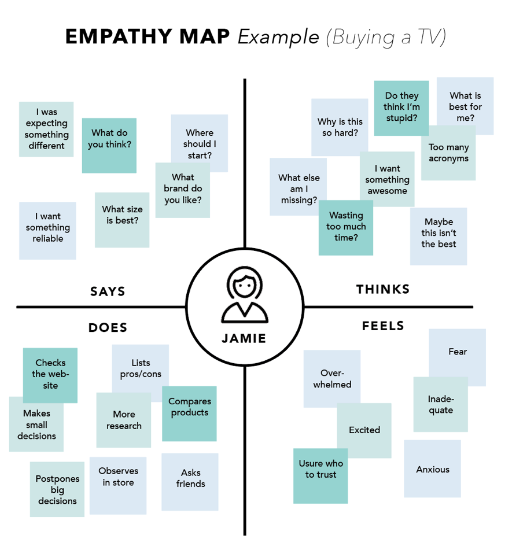 EMPATHY MAP Example (Buying a TV)
I was
expecting
something
different
What do
you think?
Where
should I
start?
What
brand do
you like?
I want
something
reliable
What size
is best?
SAYS
Why is this
so hard?
Do they
think I'm
stupid?
What is
best for
me?
Too many
acronyms
What else
am I
missing?
I want
something
awesome
Wasting
too much
time?
Maybe
this isn't
the best
THINKS
JAMIE
DOES
Checks
the web-
site
Lists
pros/cons
Makes
small
decisions
More
research
Compares
products
Postpones
big
decisions
Observes
in store
Asks
friends
FEELS
Over-
whelmed
Fear
Inade-
quate
Excited
Usure who
to trust
Anxious